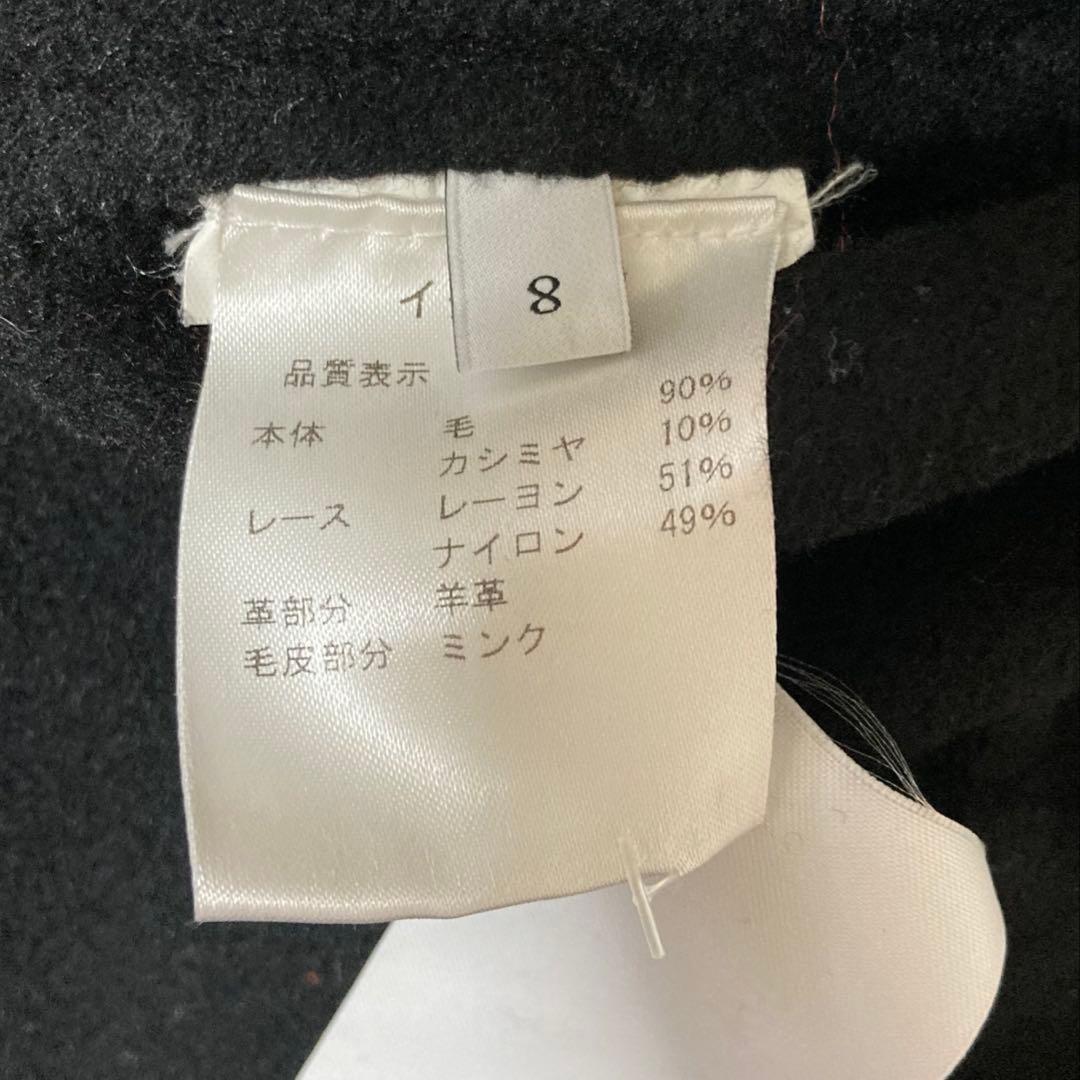 8
品質表示
本体 毛 90%
カシミヤ 10%
レース レーヨン 51%
ナイロン 49%
革部分 羊革
毛皮部分 ミンク